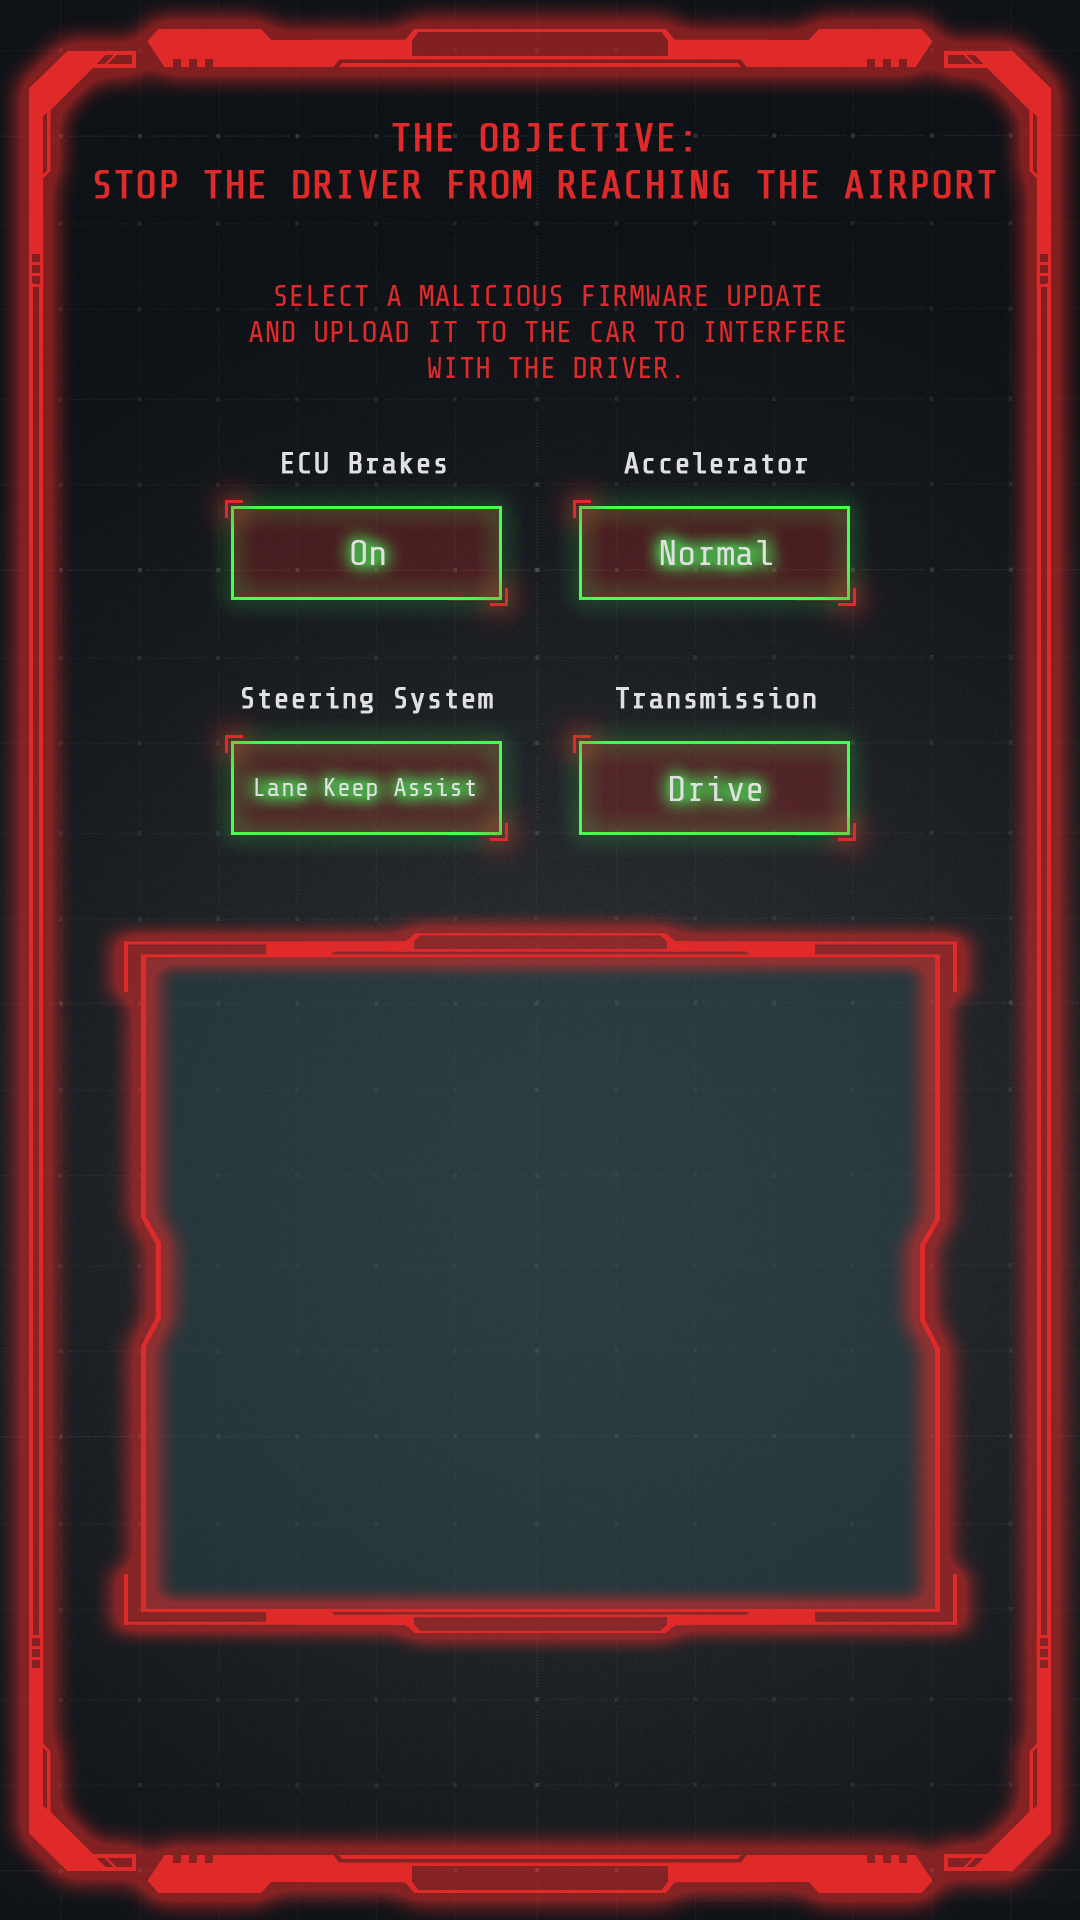 THE OBJECTIVE:
STOP THE DRIVER FROM REACHING THE AIRPORT
SELECT A MALICIOUS FIRMWARE UPDATE
AND UPLOAD IT TO THE CAR TO INTERFERE
WITH THE DRIVER.
ECU Brakes
Accelerator
On
Normal
Steering System
Transmission
Lane Keep Assist
Drive